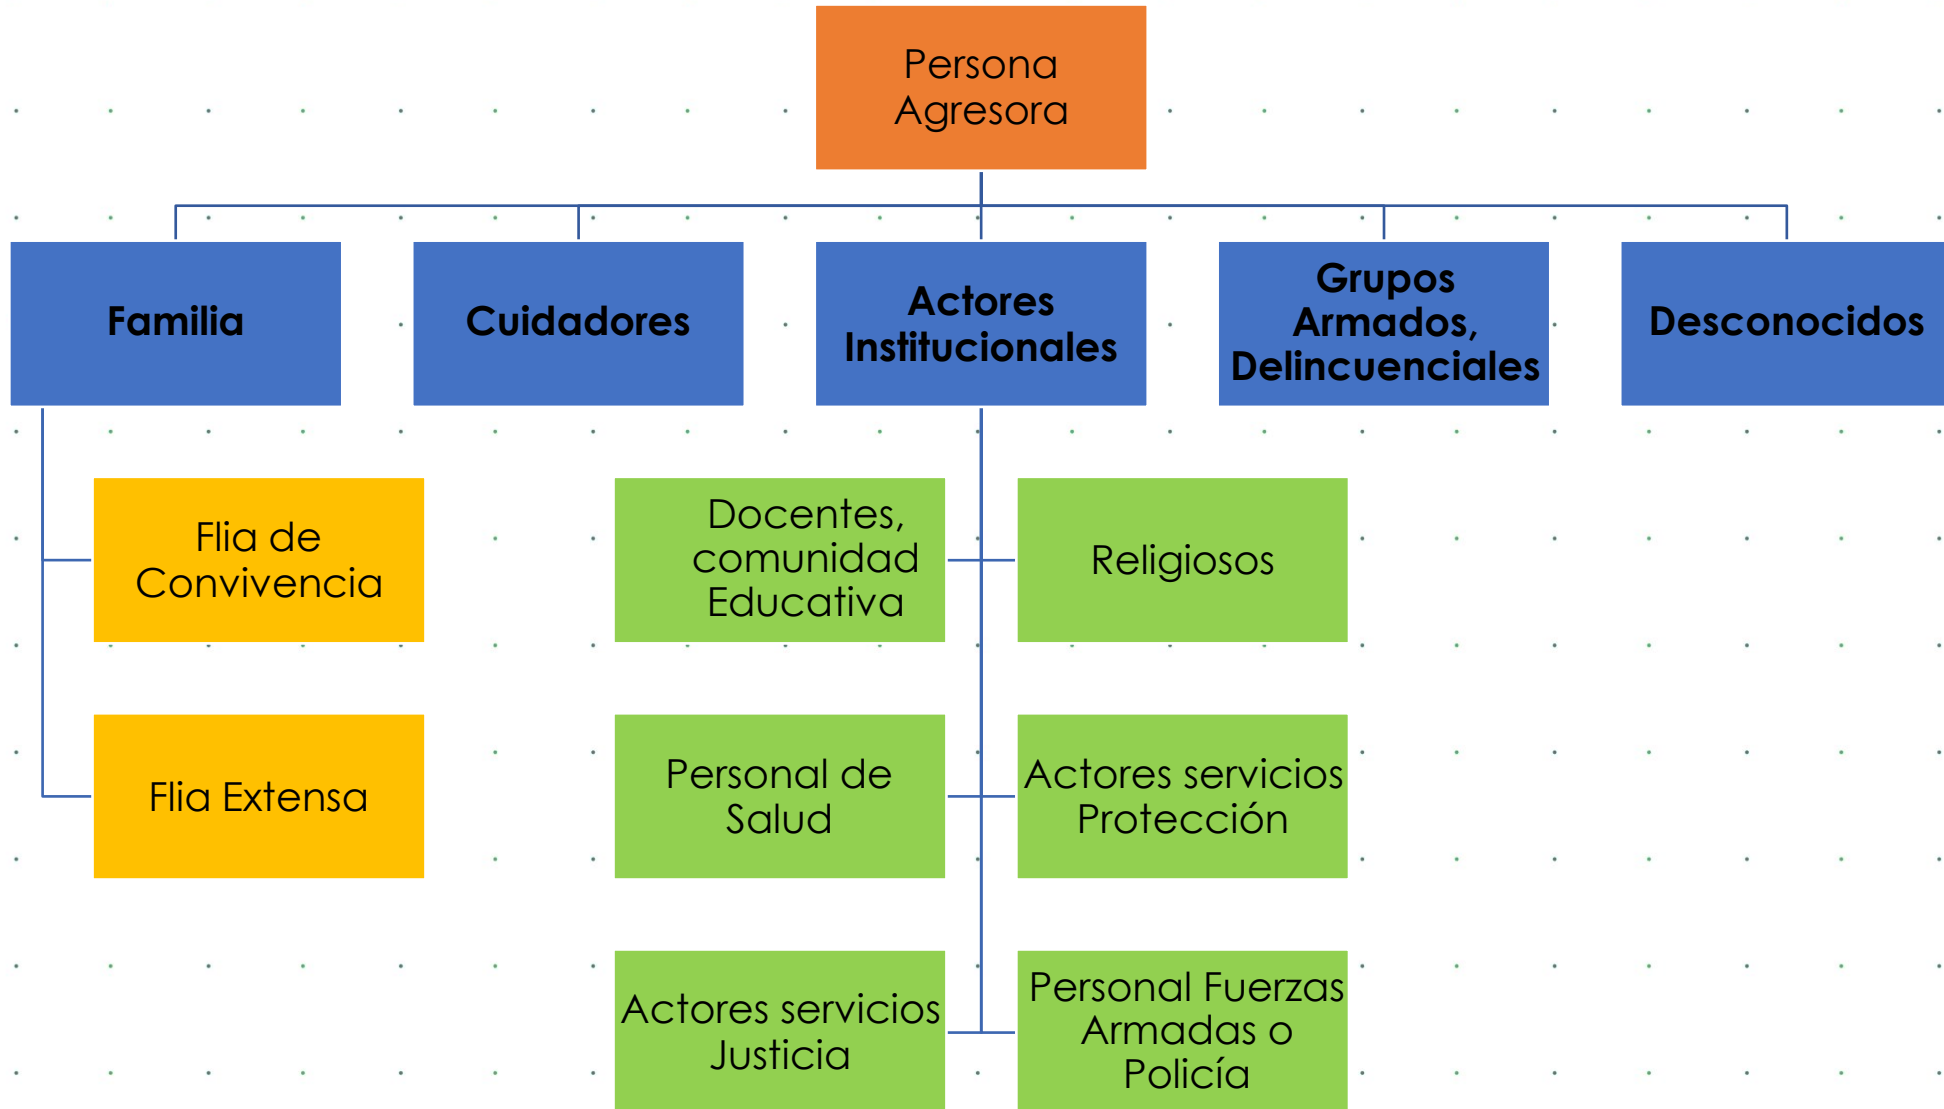 Persona
Agresora
Familia
Cuidadores
Actores
Institucionales
Grupos
Armados,
Delincuenciales
Desconocidos
Flia de
Convivencia
Docentes,
comunidad
Educativa
Religiosos
Flia Extensa
Personal de
Salud
Actores servicios
Protección
Actores servicios
Justicia
Personal Fuerzas
Armadas o
Policía